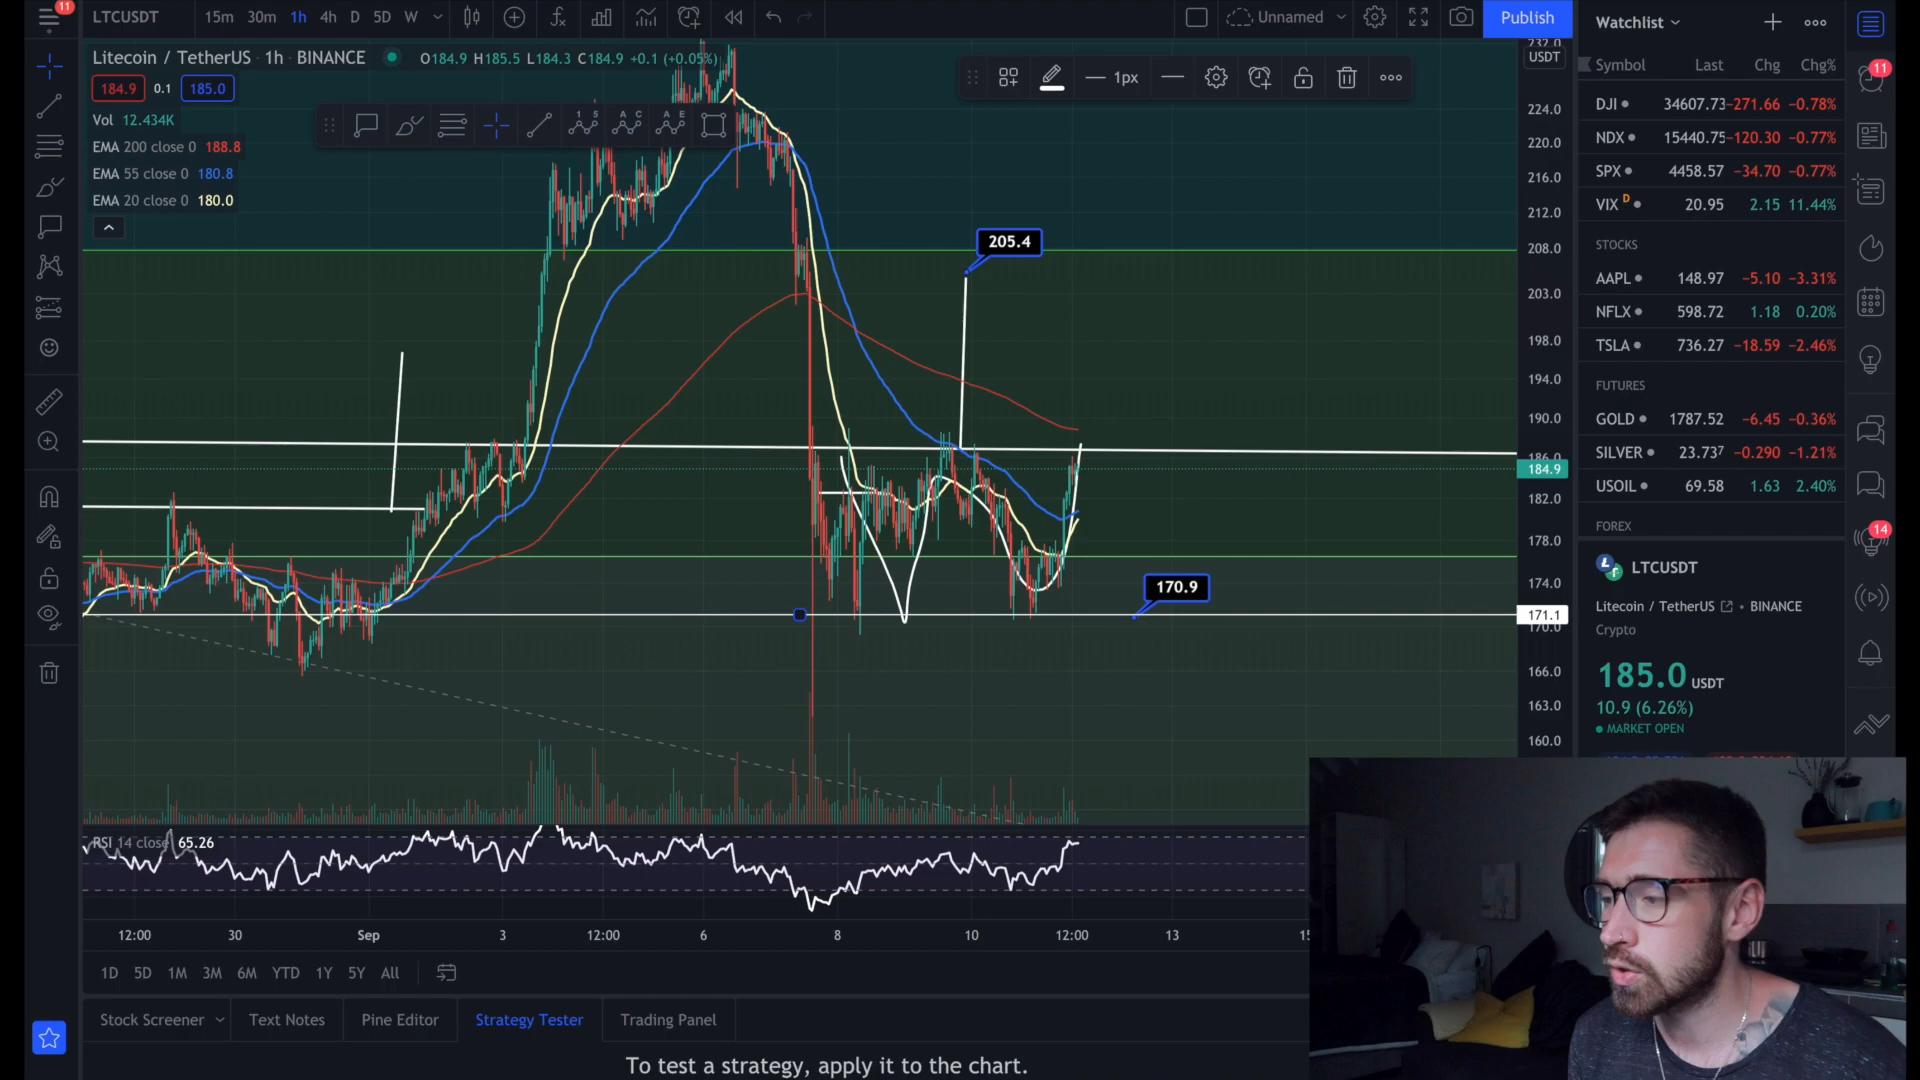 11
LTCUSDT
15m 30m 1h 4h D 5D W
Unnamed
Publish
Litecoin / TetherUS · 1h · BINANCE
O184.9 H185.5 L184.3 C184.9 +0.1 (+0.05%)
184.9 0.1 185.0
Vol 12.434K
EMA 200 close 0 188.8
EMA 55 close 0 180.8
EMA 20 close 0 180.0
1px
205.4
170.9
232.0
USDT
224.0
220.0
216.0
212.0
208.0
203.0
198.0
194.0
190.0
186.0
184.9
182.0
178.0
174.0
171.1
170.0
166.0
163.0
160.0
RSI 14 close 65.26
12:00 30 Sep 3 12:00 6 8 10 12:00 13
1D 5D 1M 3M 6M YTD 1Y 5Y All
Stock Screener Text Notes Pine Editor Strategy Tester Trading Panel
To test a strategy, apply it to the chart.
Watchlist
Symbol Last Chg Chg%
DJI 34607.73 −271.66 −0.78%
NDX 15440.75 −120.30 −0.77%
SPX 4458.57 −34.70 −0.77%
VIX D 20.95 2.15 11.44%
STOCKS
AAPL 148.97 −5.10 −3.31%
NFLX 598.72 1.18 0.20%
TSLA 736.27 −18.59 −2.46%
FUTURES
GOLD 1787.52 −6.45 −0.36%
SILVER 23.737 −0.290 −1.21%
USOIL 69.58 1.63 2.40%
FOREX
LTCUSDT
Litecoin / TetherUS • BINANCE
Crypto
185.0 USDT
10.9 (6.26%)
MARKET OPEN
11
14